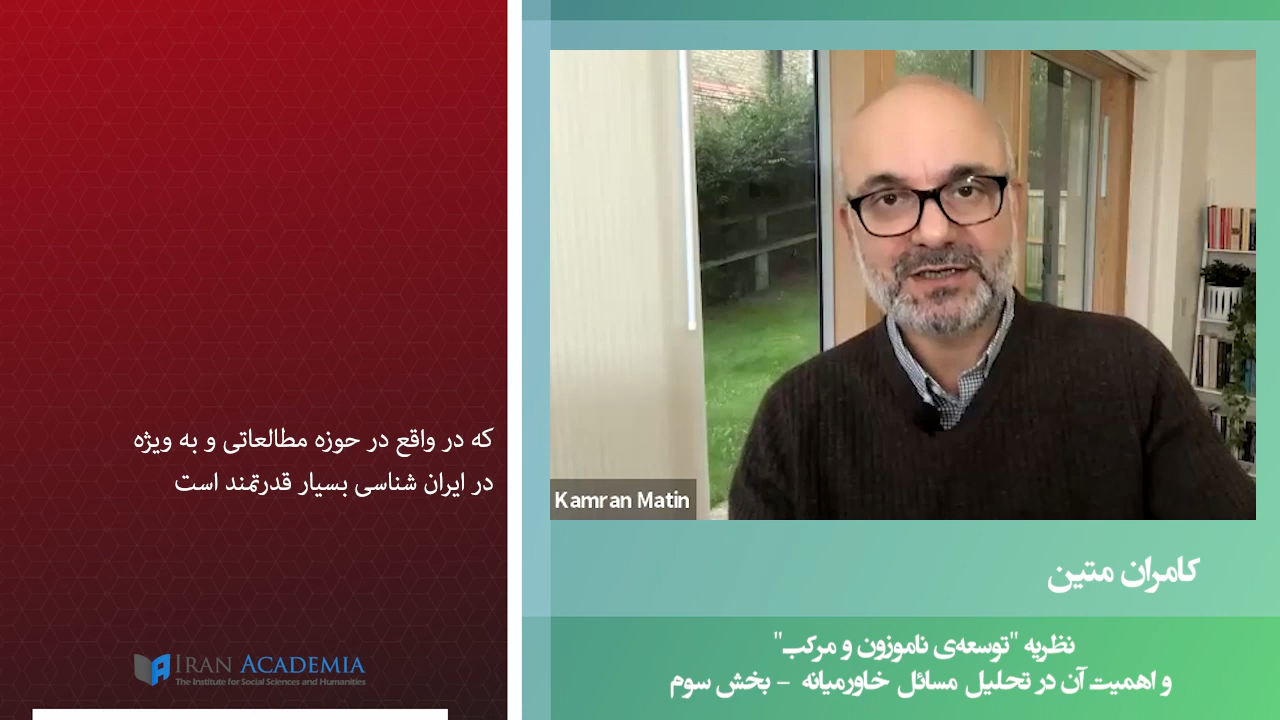 که در واقع در حوزه مطالعاتی و به ویژه
در ایران شناسی بسیار قدرتمند است
IRAN ACADEMIA
The Institute for Social Sciences and Humanities
Kamran Matin
کامران متین
نظریه "توسعه‌ی ناموزون و مرکب"
و اهمیت آن در تحلیل مسائل خاورمیانه - بخش سوم